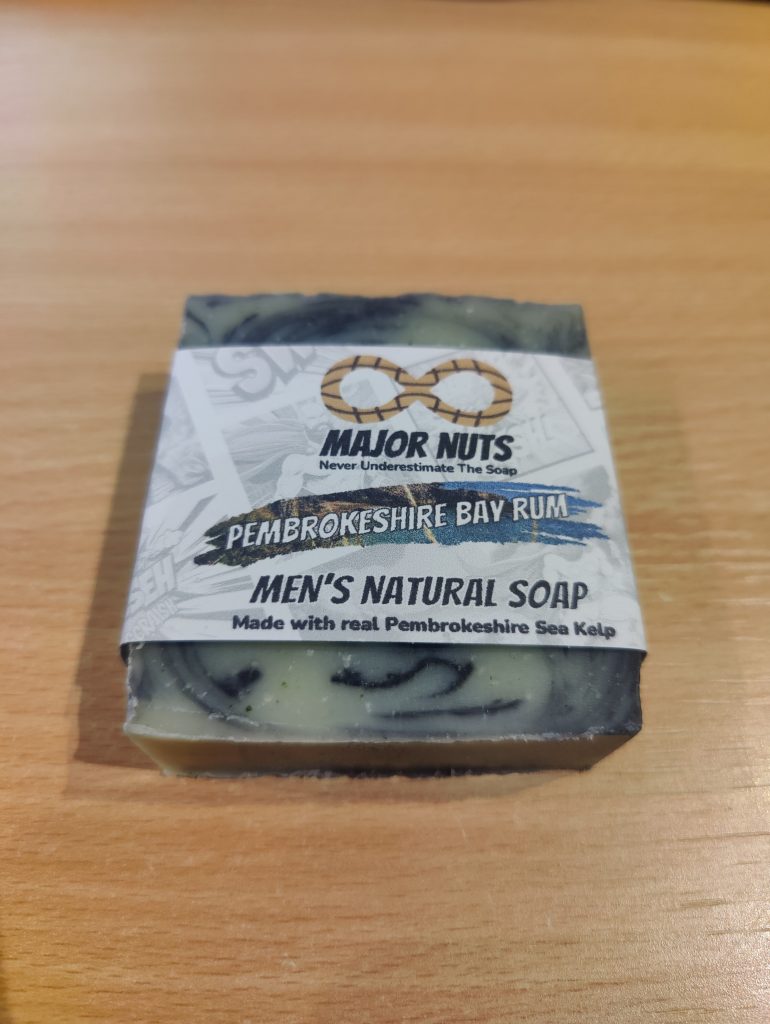 MAJOR NUTS
Never Underestimate The Soap
PEMBROKESHIRE BAY RUM
MEN'S NATURAL SOAP
Made with real Pembrokeshire Sea Kelp